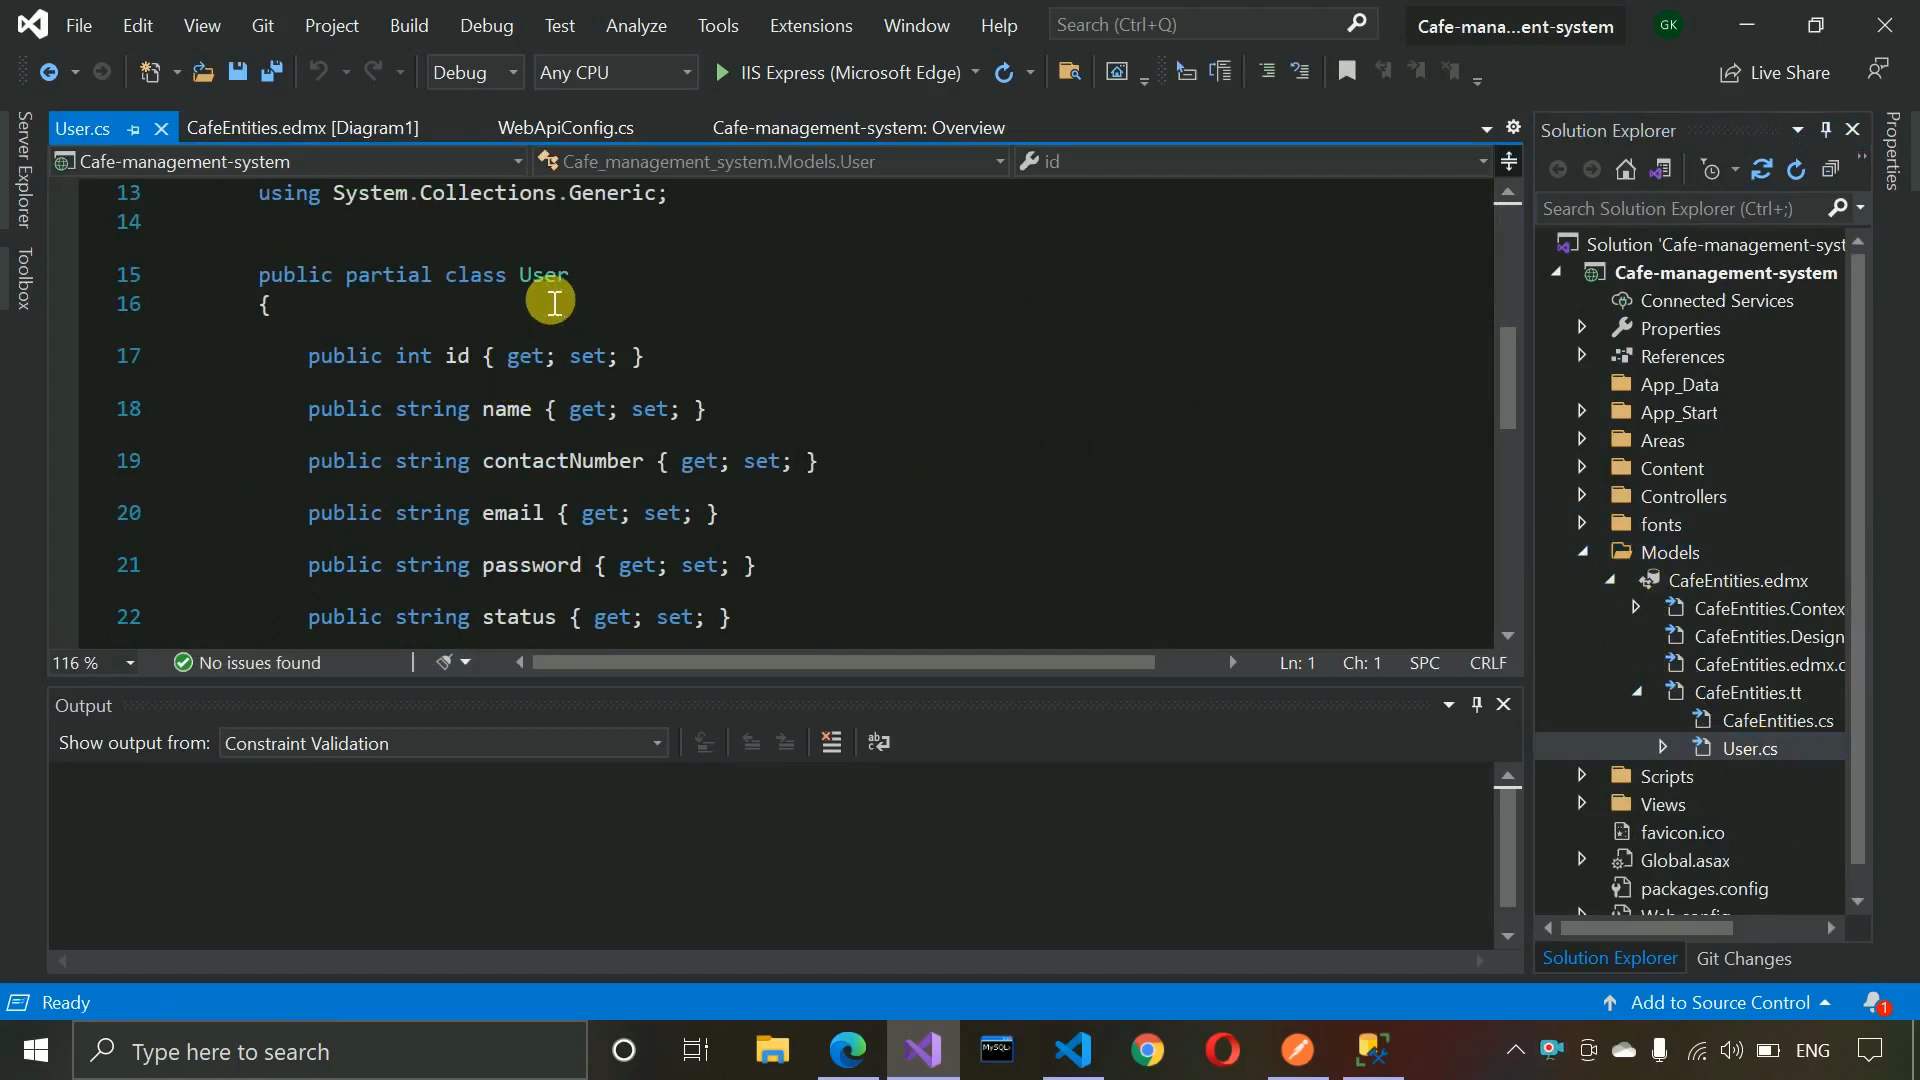 File Edit View Git Project Build Debug Test Analyze Tools Extensions Window Help Search (Ctrl+Q) Cafe-mana...ent-system GK
Debug Any CPU IIS Express (Microsoft Edge) Live Share
User.cs CafeEntities.edmx [Diagram1] WebApiConfig.cs Cafe-management-system: Overview
Cafe-management-system Cafe_management_system.Models.User id
13 using System.Collections.Generic;
14
15 public partial class User
16 {
17 public int id { get; set; }
18 public string name { get; set; }
19 public string contactNumber { get; set; }
20 public string email { get; set; }
21 public string password { get; set; }
22 public string status { get; set; }
116 % No issues found Ln: 1 Ch: 1 SPC CRLF
Output
Show output from: Constraint Validation
Server Explorer
Toolbox
Solution Explorer
Search Solution Explorer (Ctrl+;)
Solution 'Cafe-management-syst
Cafe-management-system
Connected Services
Properties
References
App_Data
App_Start
Areas
Content
Controllers
fonts
Models
CafeEntities.edmx
CafeEntities.Contex
CafeEntities.Design
CafeEntities.edmx.c
CafeEntities.tt
CafeEntities.cs
User.cs
Scripts
Views
favicon.ico
Global.asax
packages.config
Web.config
Solution Explorer Git Changes
Properties
Ready Add to Source Control 1
Type here to search MySQL ENG